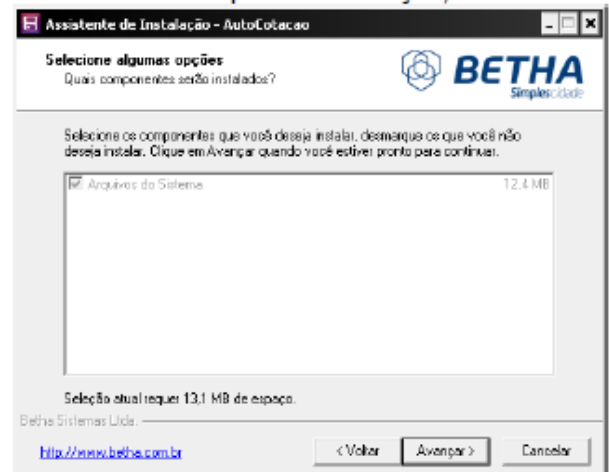 Assistente de Instalação - AutoCotacao
Selecione algumas opções
Quais componentes serão instalados?
BETHA
Simplescidade
Selecione os componentes que você deseja instalar, desmarque os que você não
deseja instalar. Clique em Avançar quando você estiver pronto para continuar.
Arquivos do Sistema 12.4 MB
Seleção atual requer 13,1 MB de espaço.
Betha Sistemas Ltda.
http://www.betha.com.br
< Voltar Avançar > Cancelar